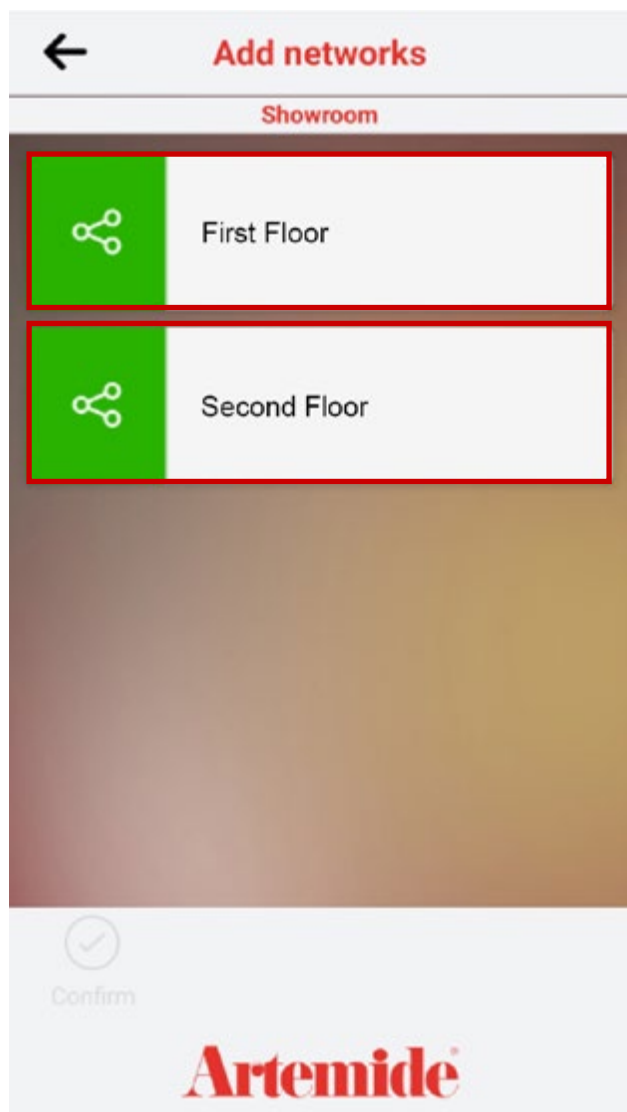 Add networks
Showroom
First Floor
Second Floor
Confirm
Artemide®